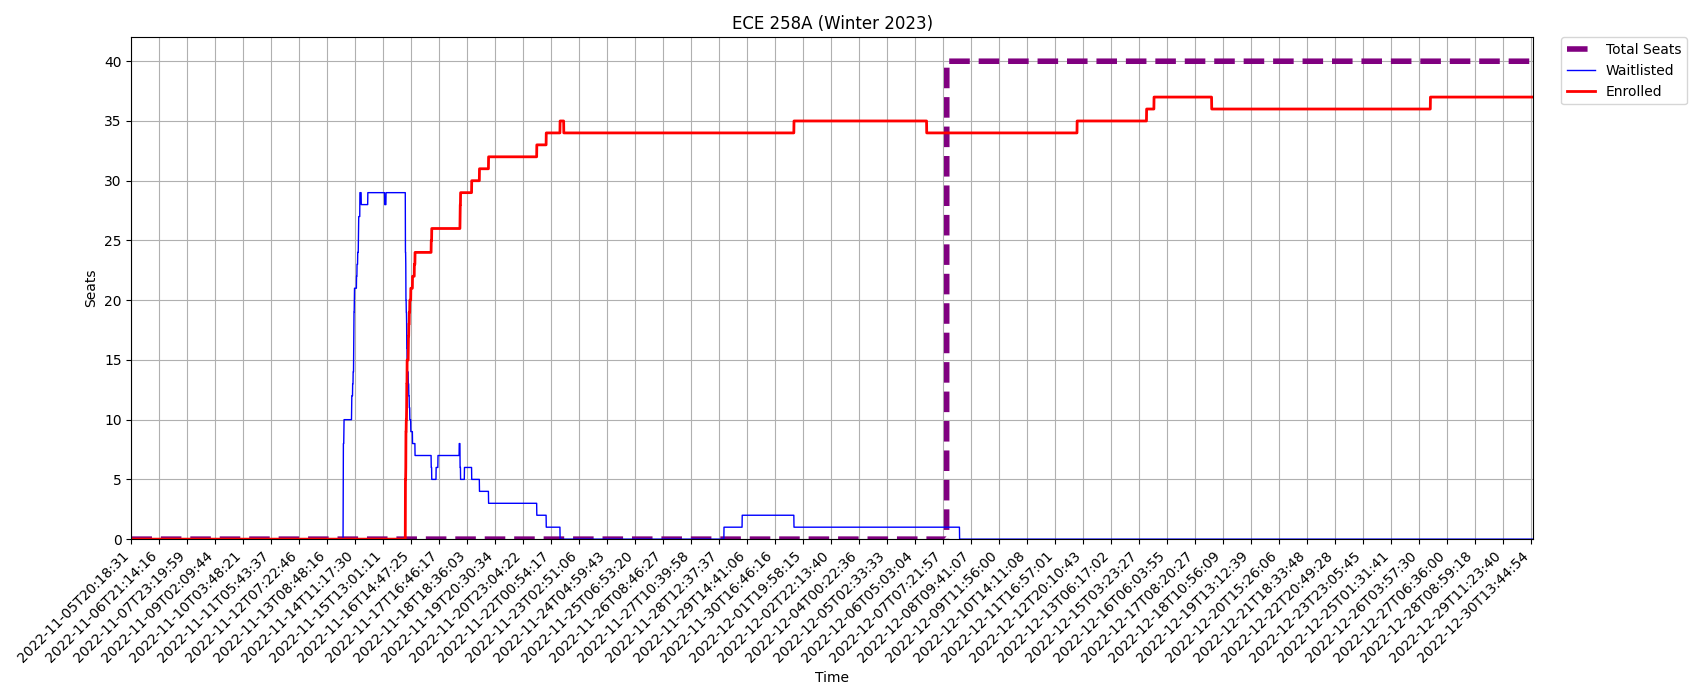 ECE 258A (Winter 2023)
Total Seats
Waitlisted
Enrolled
40
35
30
25
20
15
10
5
0
Seats
2022-11-05T20:18:31
2022-11-06T21:14:16
2022-11-07T23:19:59
2022-11-09T02:09:44
2022-11-10T03:48:21
2022-11-11T05:43:37
2022-11-12T07:22:46
2022-11-13T08:48:16
2022-11-14T11:17:30
2022-11-15T13:01:11
2022-11-16T14:47:25
2022-11-17T16:46:17
2022-11-18T18:36:03
2022-11-19T20:30:34
2022-11-20T23:04:22
2022-11-22T00:54:17
2022-11-23T02:51:06
2022-11-24T04:59:43
2022-11-25T06:53:20
2022-11-26T08:46:27
2022-11-27T10:39:58
2022-11-28T12:37:37
2022-11-29T14:41:06
2022-11-30T16:46:16
2022-12-01T19:58:15
2022-12-02T22:13:40
2022-12-04T00:22:36
2022-12-05T02:33:33
2022-12-06T05:03:04
2022-12-07T07:21:57
2022-12-08T09:41:07
2022-12-09T11:56:00
2022-12-10T14:11:08
2022-12-11T16:57:01
2022-12-12T20:10:43
2022-12-13T06:17:02
2022-12-15T03:23:27
2022-12-16T06:03:55
2022-12-17T08:20:27
2022-12-18T10:56:09
2022-12-19T13:12:39
2022-12-20T15:26:06
2022-12-21T18:33:48
2022-12-22T20:49:28
2022-12-23T23:05:45
2022-12-25T01:31:41
2022-12-26T03:57:30
2022-12-27T06:36:00
2022-12-28T08:59:18
2022-12-29T11:23:40
2022-12-30T13:44:54
Time